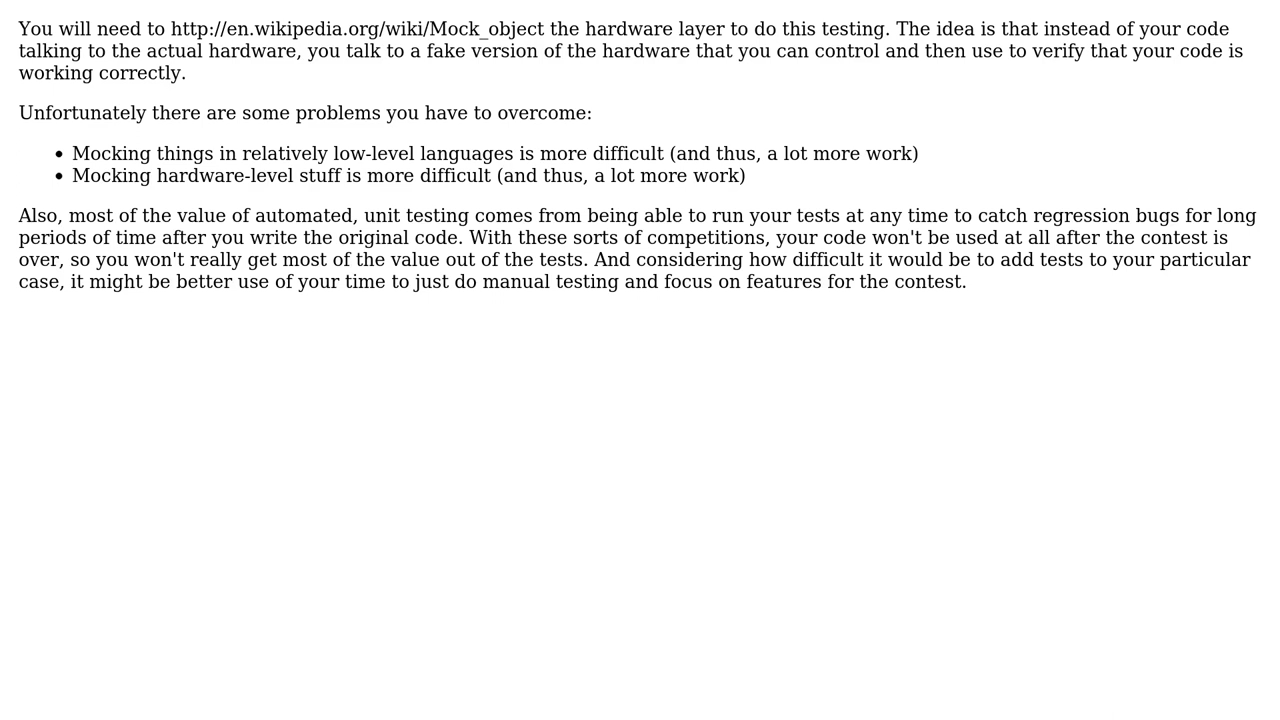 You will need to http://en.wikipedia.org/wiki/Mock_object the hardware layer to do this testing. The idea is that instead of your code
talking to the actual hardware, you talk to a fake version of the hardware that you can control and then use to verify that your code is
working correctly.
Unfortunately there are some problems you have to overcome:
• Mocking things in relatively low-level languages is more difficult (and thus, a lot more work)
• Mocking hardware-level stuff is more difficult (and thus, a lot more work)
Also, most of the value of automated, unit testing comes from being able to run your tests at any time to catch regression bugs for long
periods of time after you write the original code. With these sorts of competitions, your code won't be used at all after the contest is
over, so you won't really get most of the value out of the tests. And considering how difficult it would be to add tests to your particular
case, it might be better use of your time to just do manual testing and focus on features for the contest.